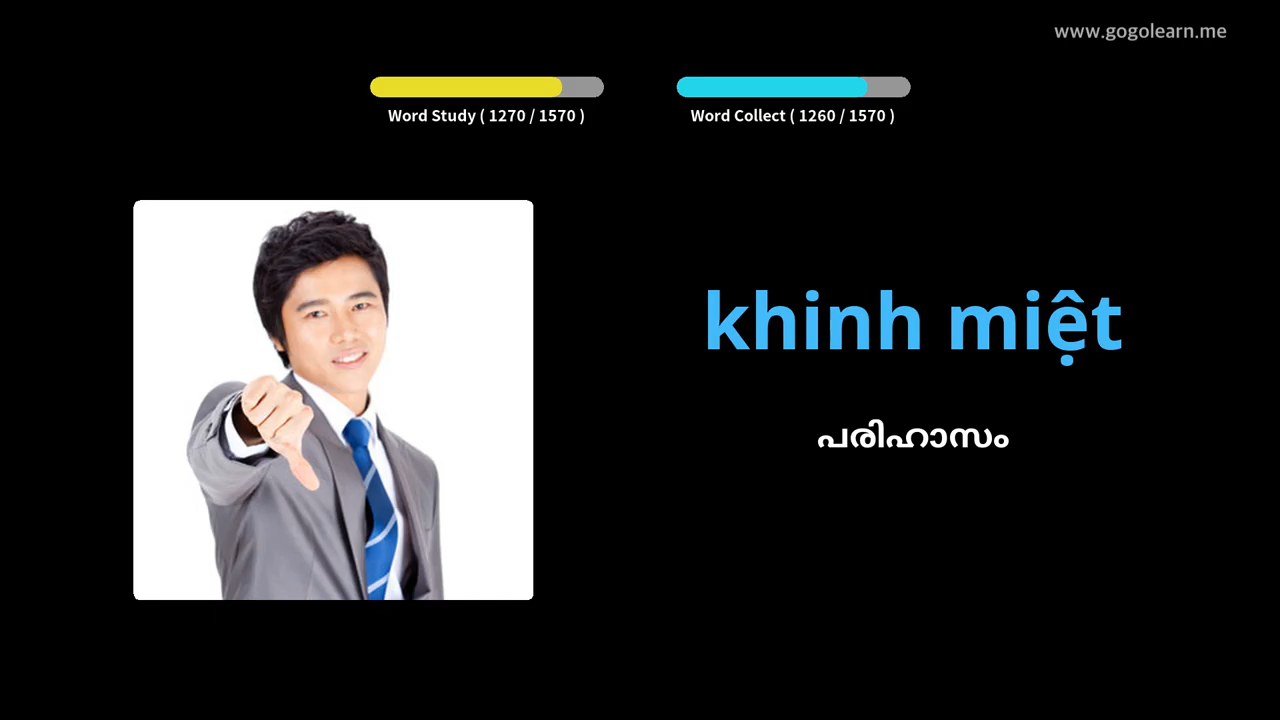 www.gogolearn.me
Word Study ( 1270 / 1570 )
Word Collect ( 1260 / 1570 )
khinh miệt
പരിഹാസം